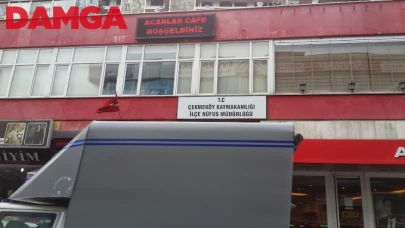 DAMGA
ACARLAR CAFE
HOŞGELDİNİZ
T.C
ÇEKMEKÖY KAYMAKAMLIĞI
İLÇE NÜFUS MÜDÜRLÜĞÜ
GİYİM
A